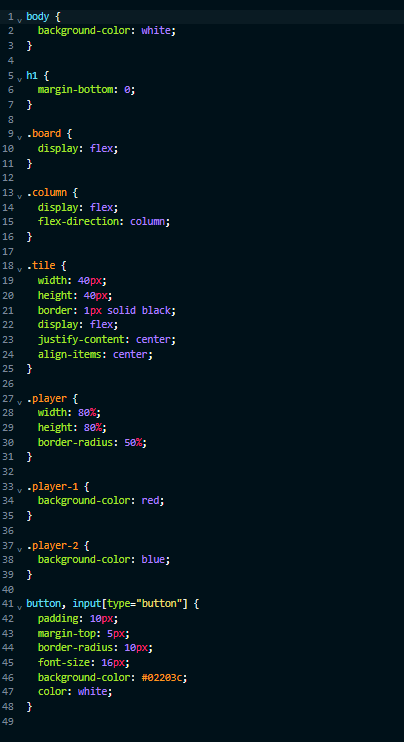 1 body {
2   background-color: white;
3 }
4
5 h1 {
6   margin-bottom: 0;
7 }
8
9 .board {
10   display: flex;
11 }
12
13 .column {
14   display: flex;
15   flex-direction: column;
16 }
17
18 .tile {
19   width: 40px;
20   height: 40px;
21   border: 1px solid black;
22   display: flex;
23   justify-content: center;
24   align-items: center;
25 }
26
27 .player {
28   width: 80%;
29   height: 80%;
30   border-radius: 50%;
31 }
32
33 .player-1 {
34   background-color: red;
35 }
36
37 .player-2 {
38   background-color: blue;
39 }
40
41 button, input[type="button"] {
42   padding: 10px;
43   margin-top: 5px;
44   border-radius: 10px;
45   font-size: 16px;
46   background-color: #02203c;
47   color: white;
48 }
49